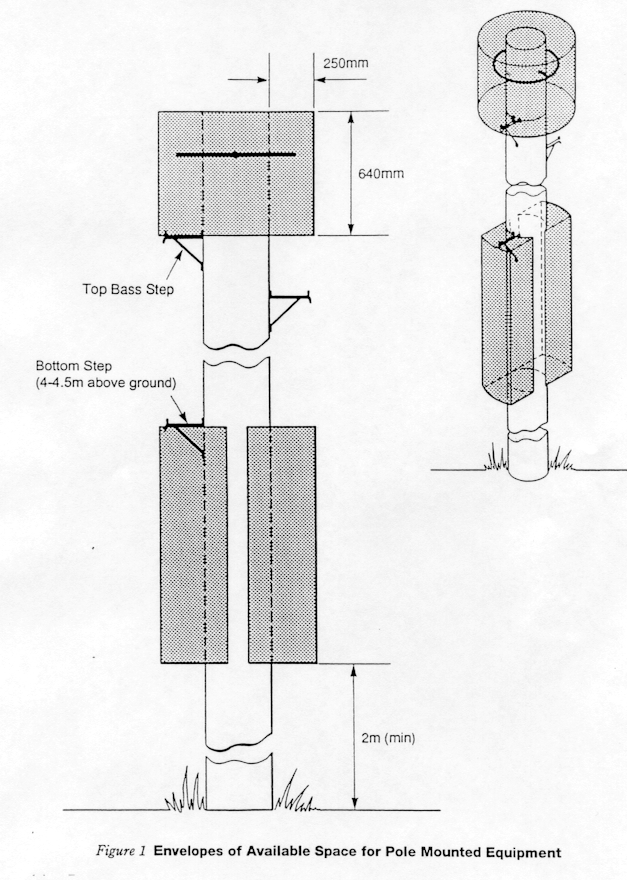 250mm
640mm
Top Bass Step
Bottom Step
(4-4.5m above ground)
2m (min)
Figure 1 Envelopes of Available Space for Pole Mounted Equipment